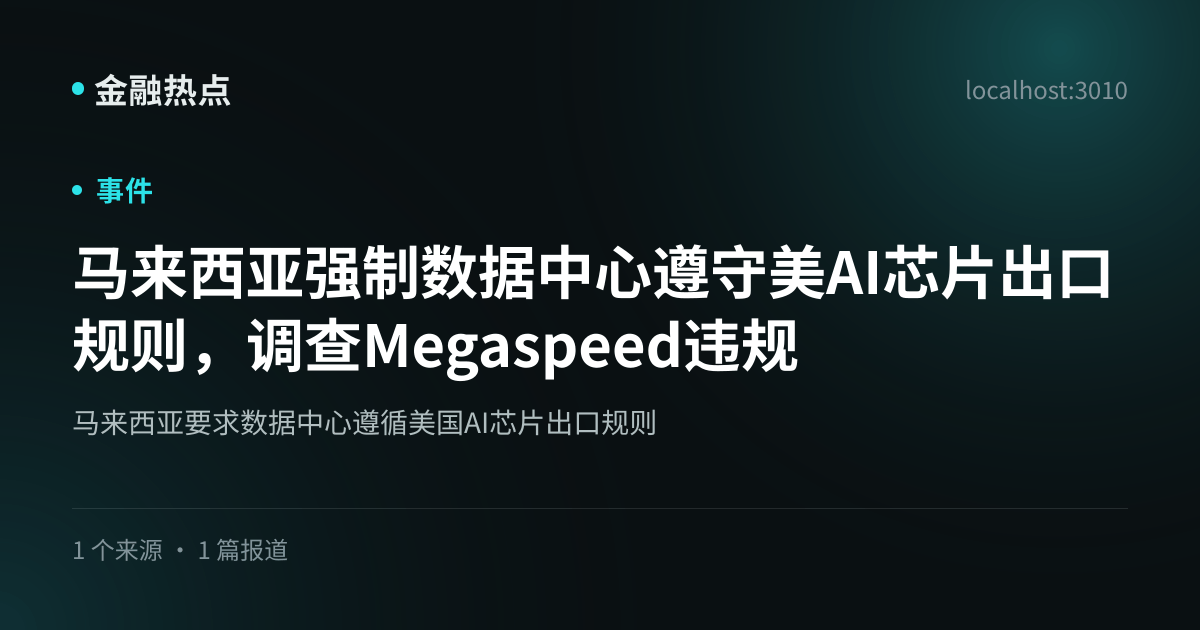 金融热点
localhost:3010
事件
马来西亚强制数据中心遵守美AI芯片出口
规则，调查Megaspeed违规
马来西亚要求数据中心遵循美国AI芯片出口规则
1 个来源 · 1 篇报道